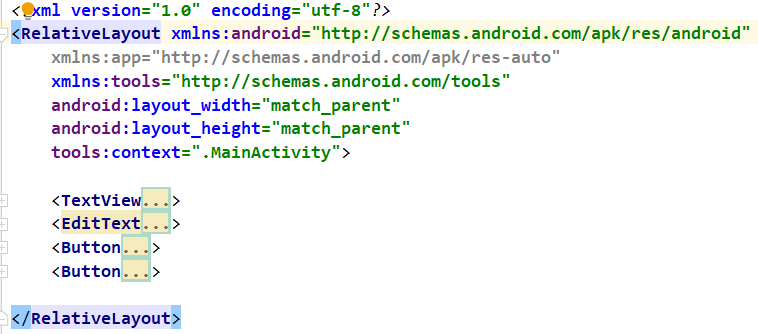 <?xml version="1.0" encoding="utf-8"?>
<RelativeLayout xmlns:android="http://schemas.android.com/apk/res/android"
xmlns:app="http://schemas.android.com/apk/res-auto"
xmlns:tools="http://schemas.android.com/tools"
android:layout_width="match_parent"
android:layout_height="match_parent"
tools:context=".MainActivity">
<TextView...>
<EditText...>
<Button...>
<Button...>
</RelativeLayout>